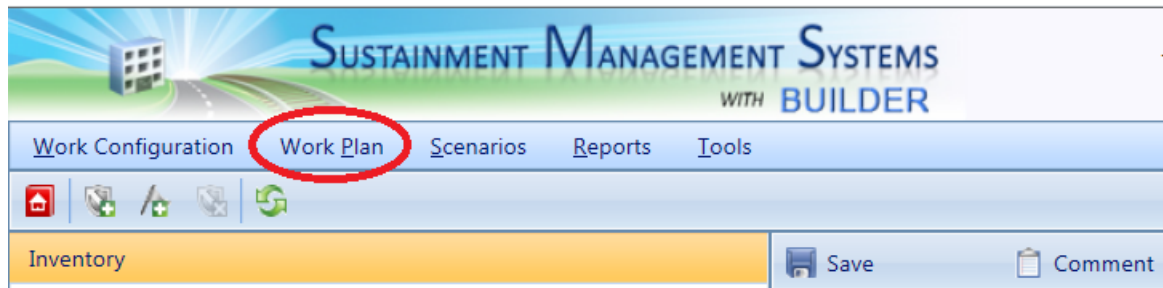 SUSTAINMENT MANAGEMENT SYSTEMS
WITH BUILDER
Work Configuration Work Plan Scenarios Reports Tools
Inventory Save Comment